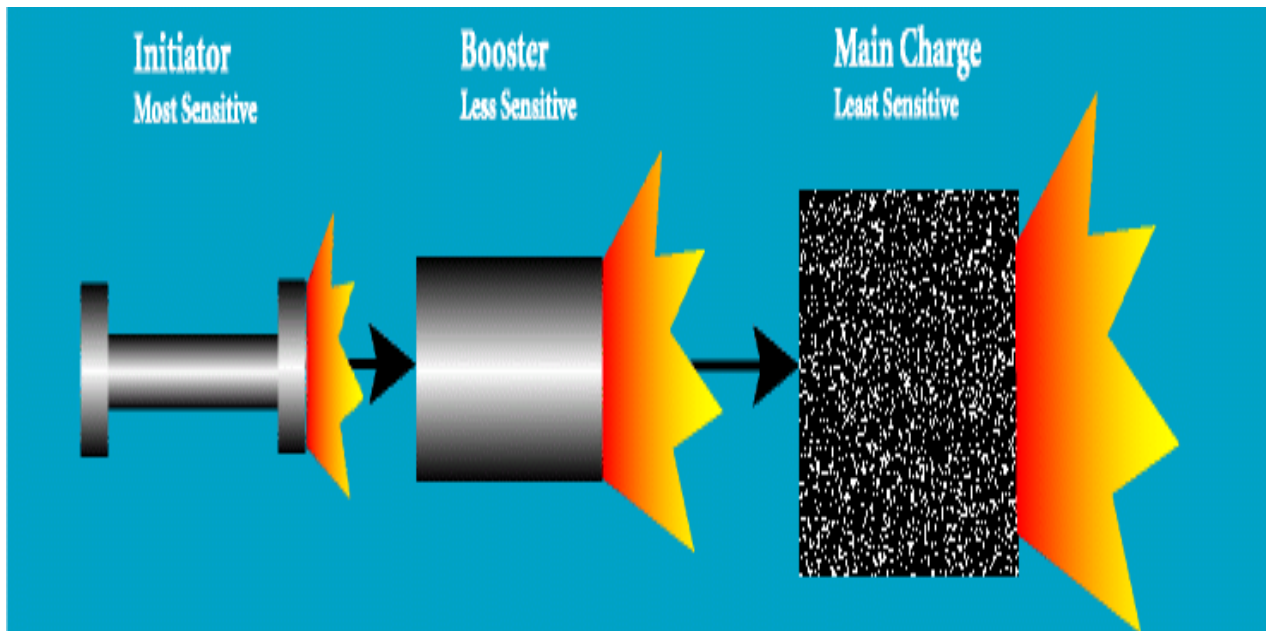 Initiator
Most Sensitive
Booster
Less Sensitive
Main Charge
Least Sensitive